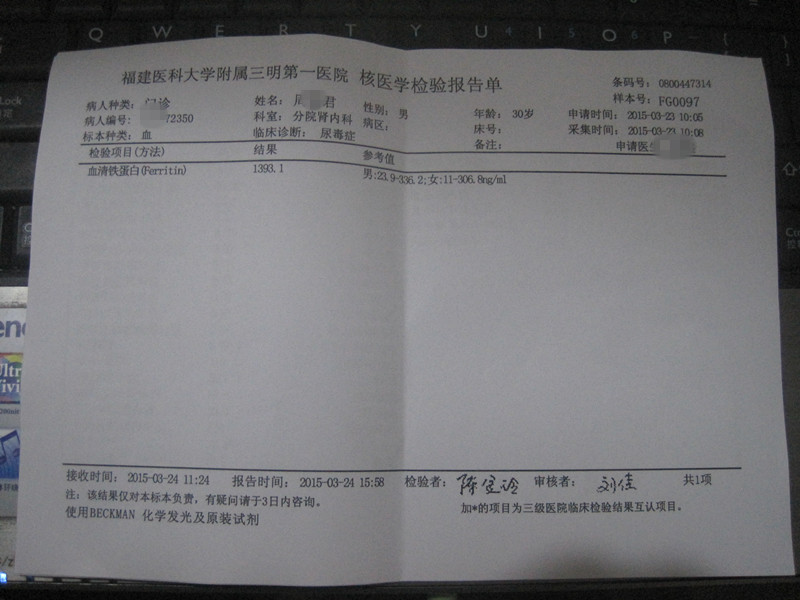 Q W E R T Y U I O P
福建医科大学附属三明第一医院 核医学检验报告单
条码号: 0800447314
病人种类: 门诊 姓名: 周 君 性别: 男 年龄: 30岁 样本号: FG0097
病人编号: 72350 科室: 分院肾内科 病区: 床号: 申请时间: 2015-03-23 10:05
标本种类: 血 临床诊断: 尿毒症 备注: 采集时间: 2015-03-23 10:08
申请医生
检验项目(方法) 结果 参考值
血清铁蛋白(Ferritin) 1393.1 男:23.9-336.2;女:11-306.8ng/ml
接收时间: 2015-03-24 11:24 报告时间: 2015-03-24 15:58 检验者: 审核者: 刘佳 共1项
注: 该结果仅对本标本负责, 有疑问请于3日内咨询。 加*的项目为三级医院临床检验结果互认项目。
使用BECKMAN 化学发光及原装试剂